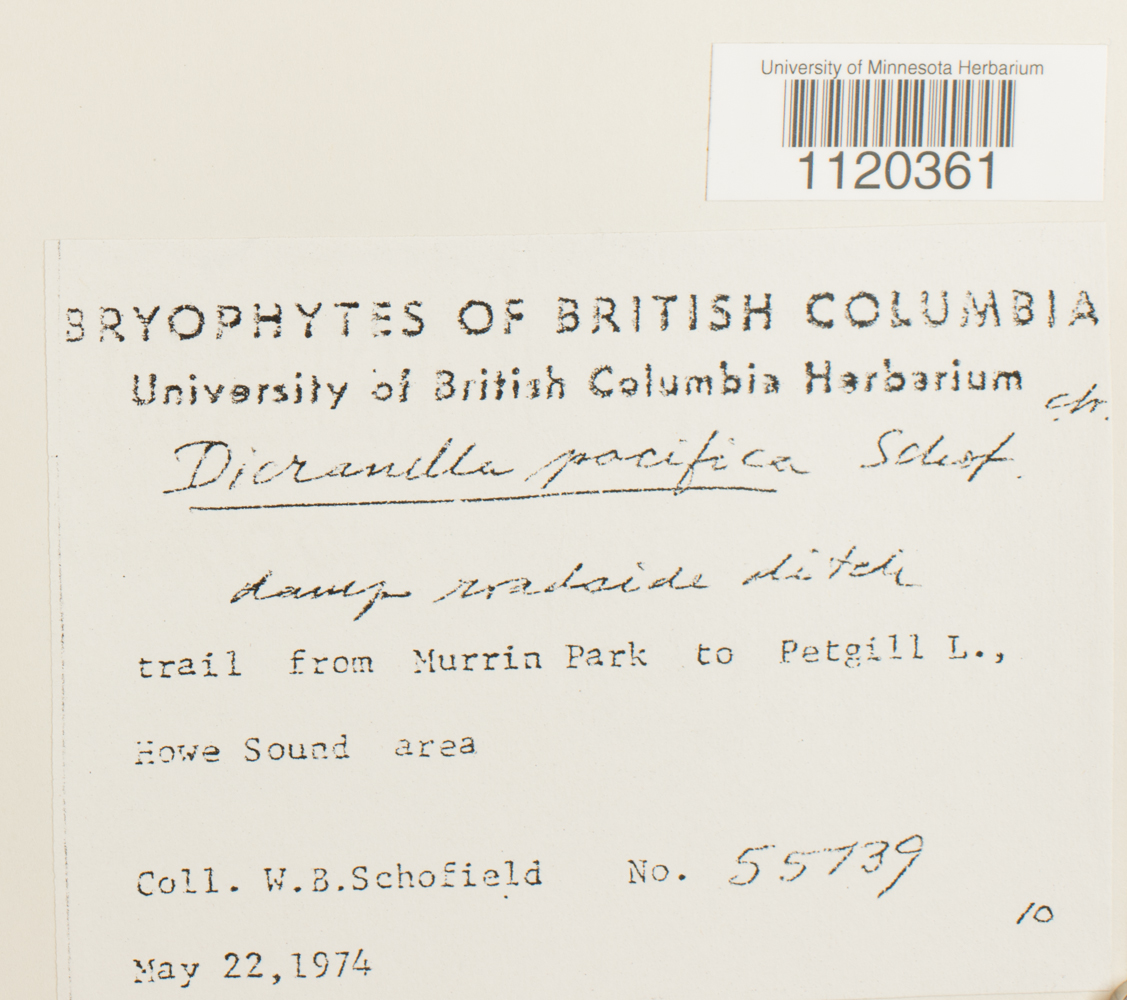 University of Minnesota Herbarium
1120361
BRYOPHYTES OF BRITISH COLUMBIA
University of British Columbia Herbarium
cfr.
Dicranella pacifica Schof.
damp roadside ditch
trail from Murrin Park to Petgill L.,
Howe Sound area
Coll. W.B.Schofield No. 55739
10
May 22,1974